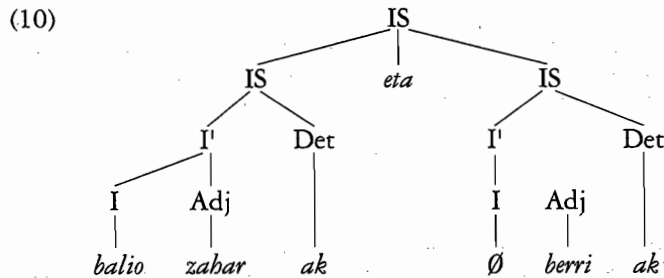 (10) IS
IS eta IS
I' Det I' Det
I Adj I Adj
balio zahar ak Ø berri ak